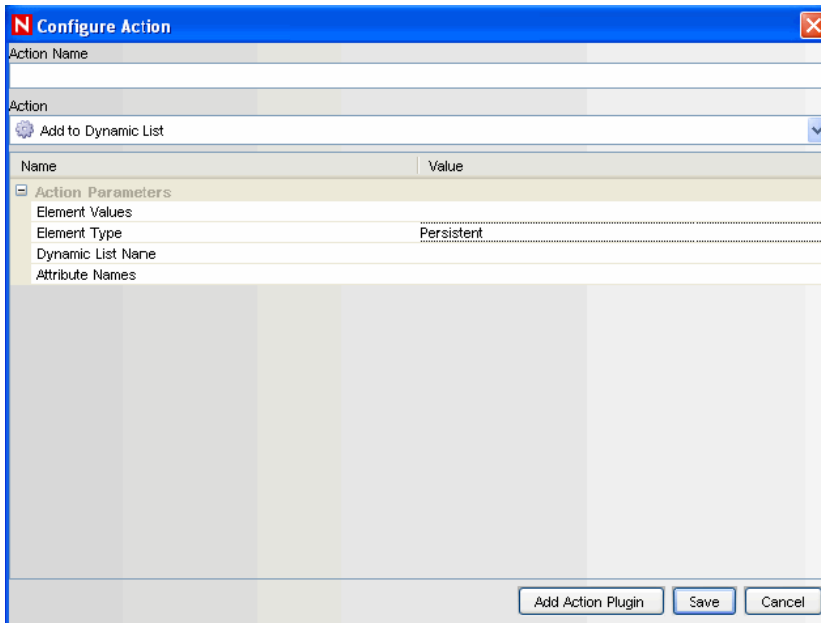 N Configure Action
Action Name
Action
Add to Dynamic List
Name Value
Action Parameters
Element Values
Element Type Persistent
Dynamic List Name
Attribute Names
Add Action Plugin Save Cancel